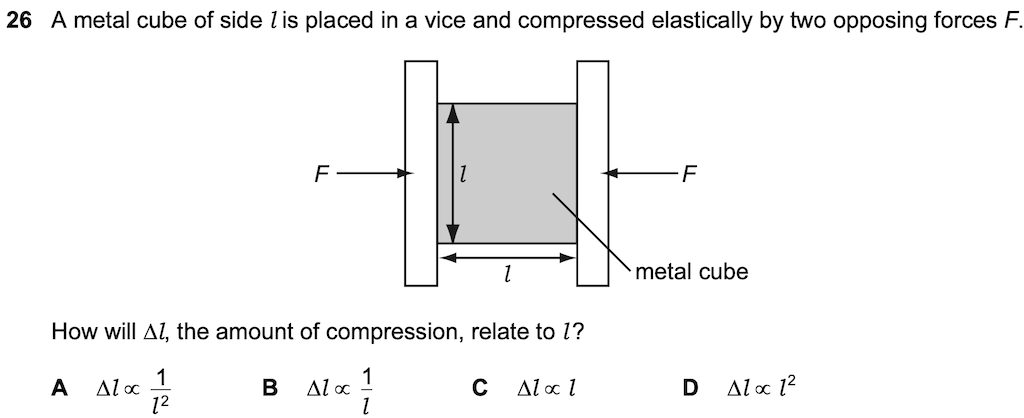 26 A metal cube of side l is placed in a vice and compressed elastically by two opposing forces F.
F
l
F
l
metal cube
How will Δl, the amount of compression, relate to l?
A Δl ∝ 1/l² B Δl ∝ 1/l C Δl ∝ l D Δl ∝ l²